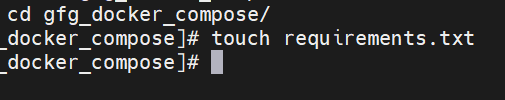 cd gfg_docker_compose/
_docker_compose]# touch requirements.txt
_docker_compose]#